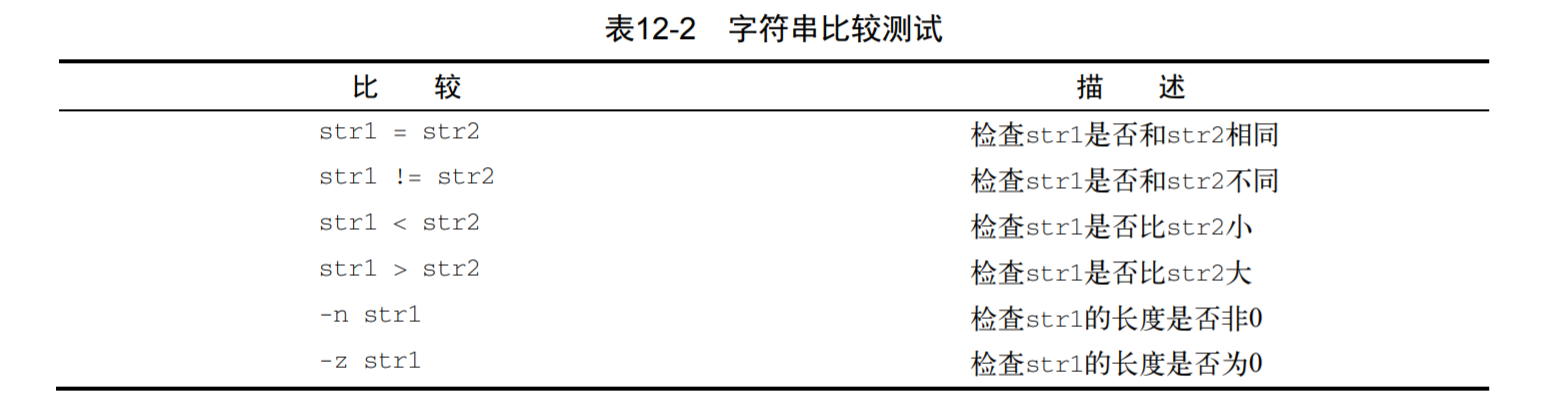 表12-2 字符串比较测试
比 较 描 述
str1 = str2 检查str1是否和str2相同
str1 != str2 检查str1是否和str2不同
str1 < str2 检查str1是否比str2小
str1 > str2 检查str1是否比str2大
-n str1 检查str1的长度是否非0
-z str1 检查str1的长度是否为0